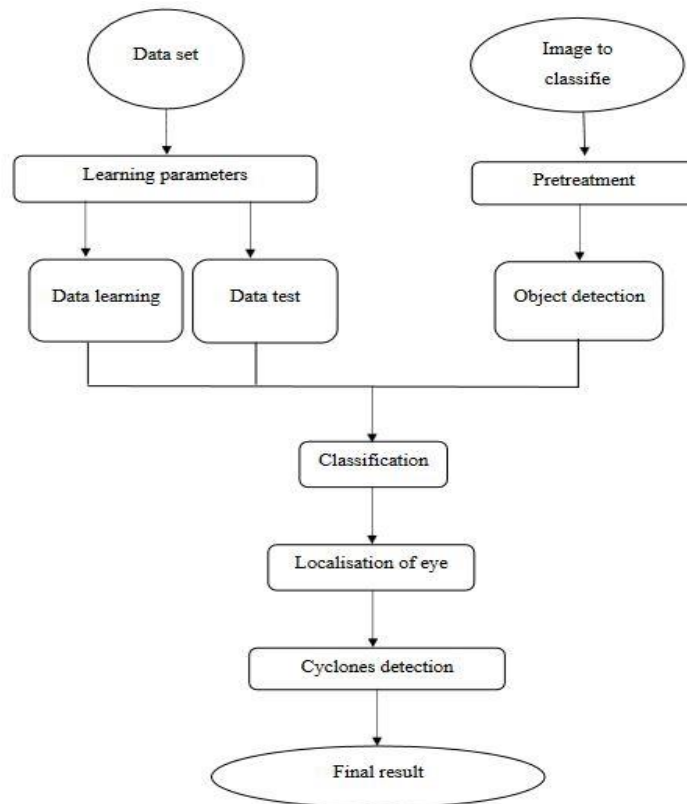 Data set
Image to
classifie
Learning parameters
Pretreatment
Data learning
Data test
Object detection
Classification
Localisation of eye
Cyclones detection
Final result